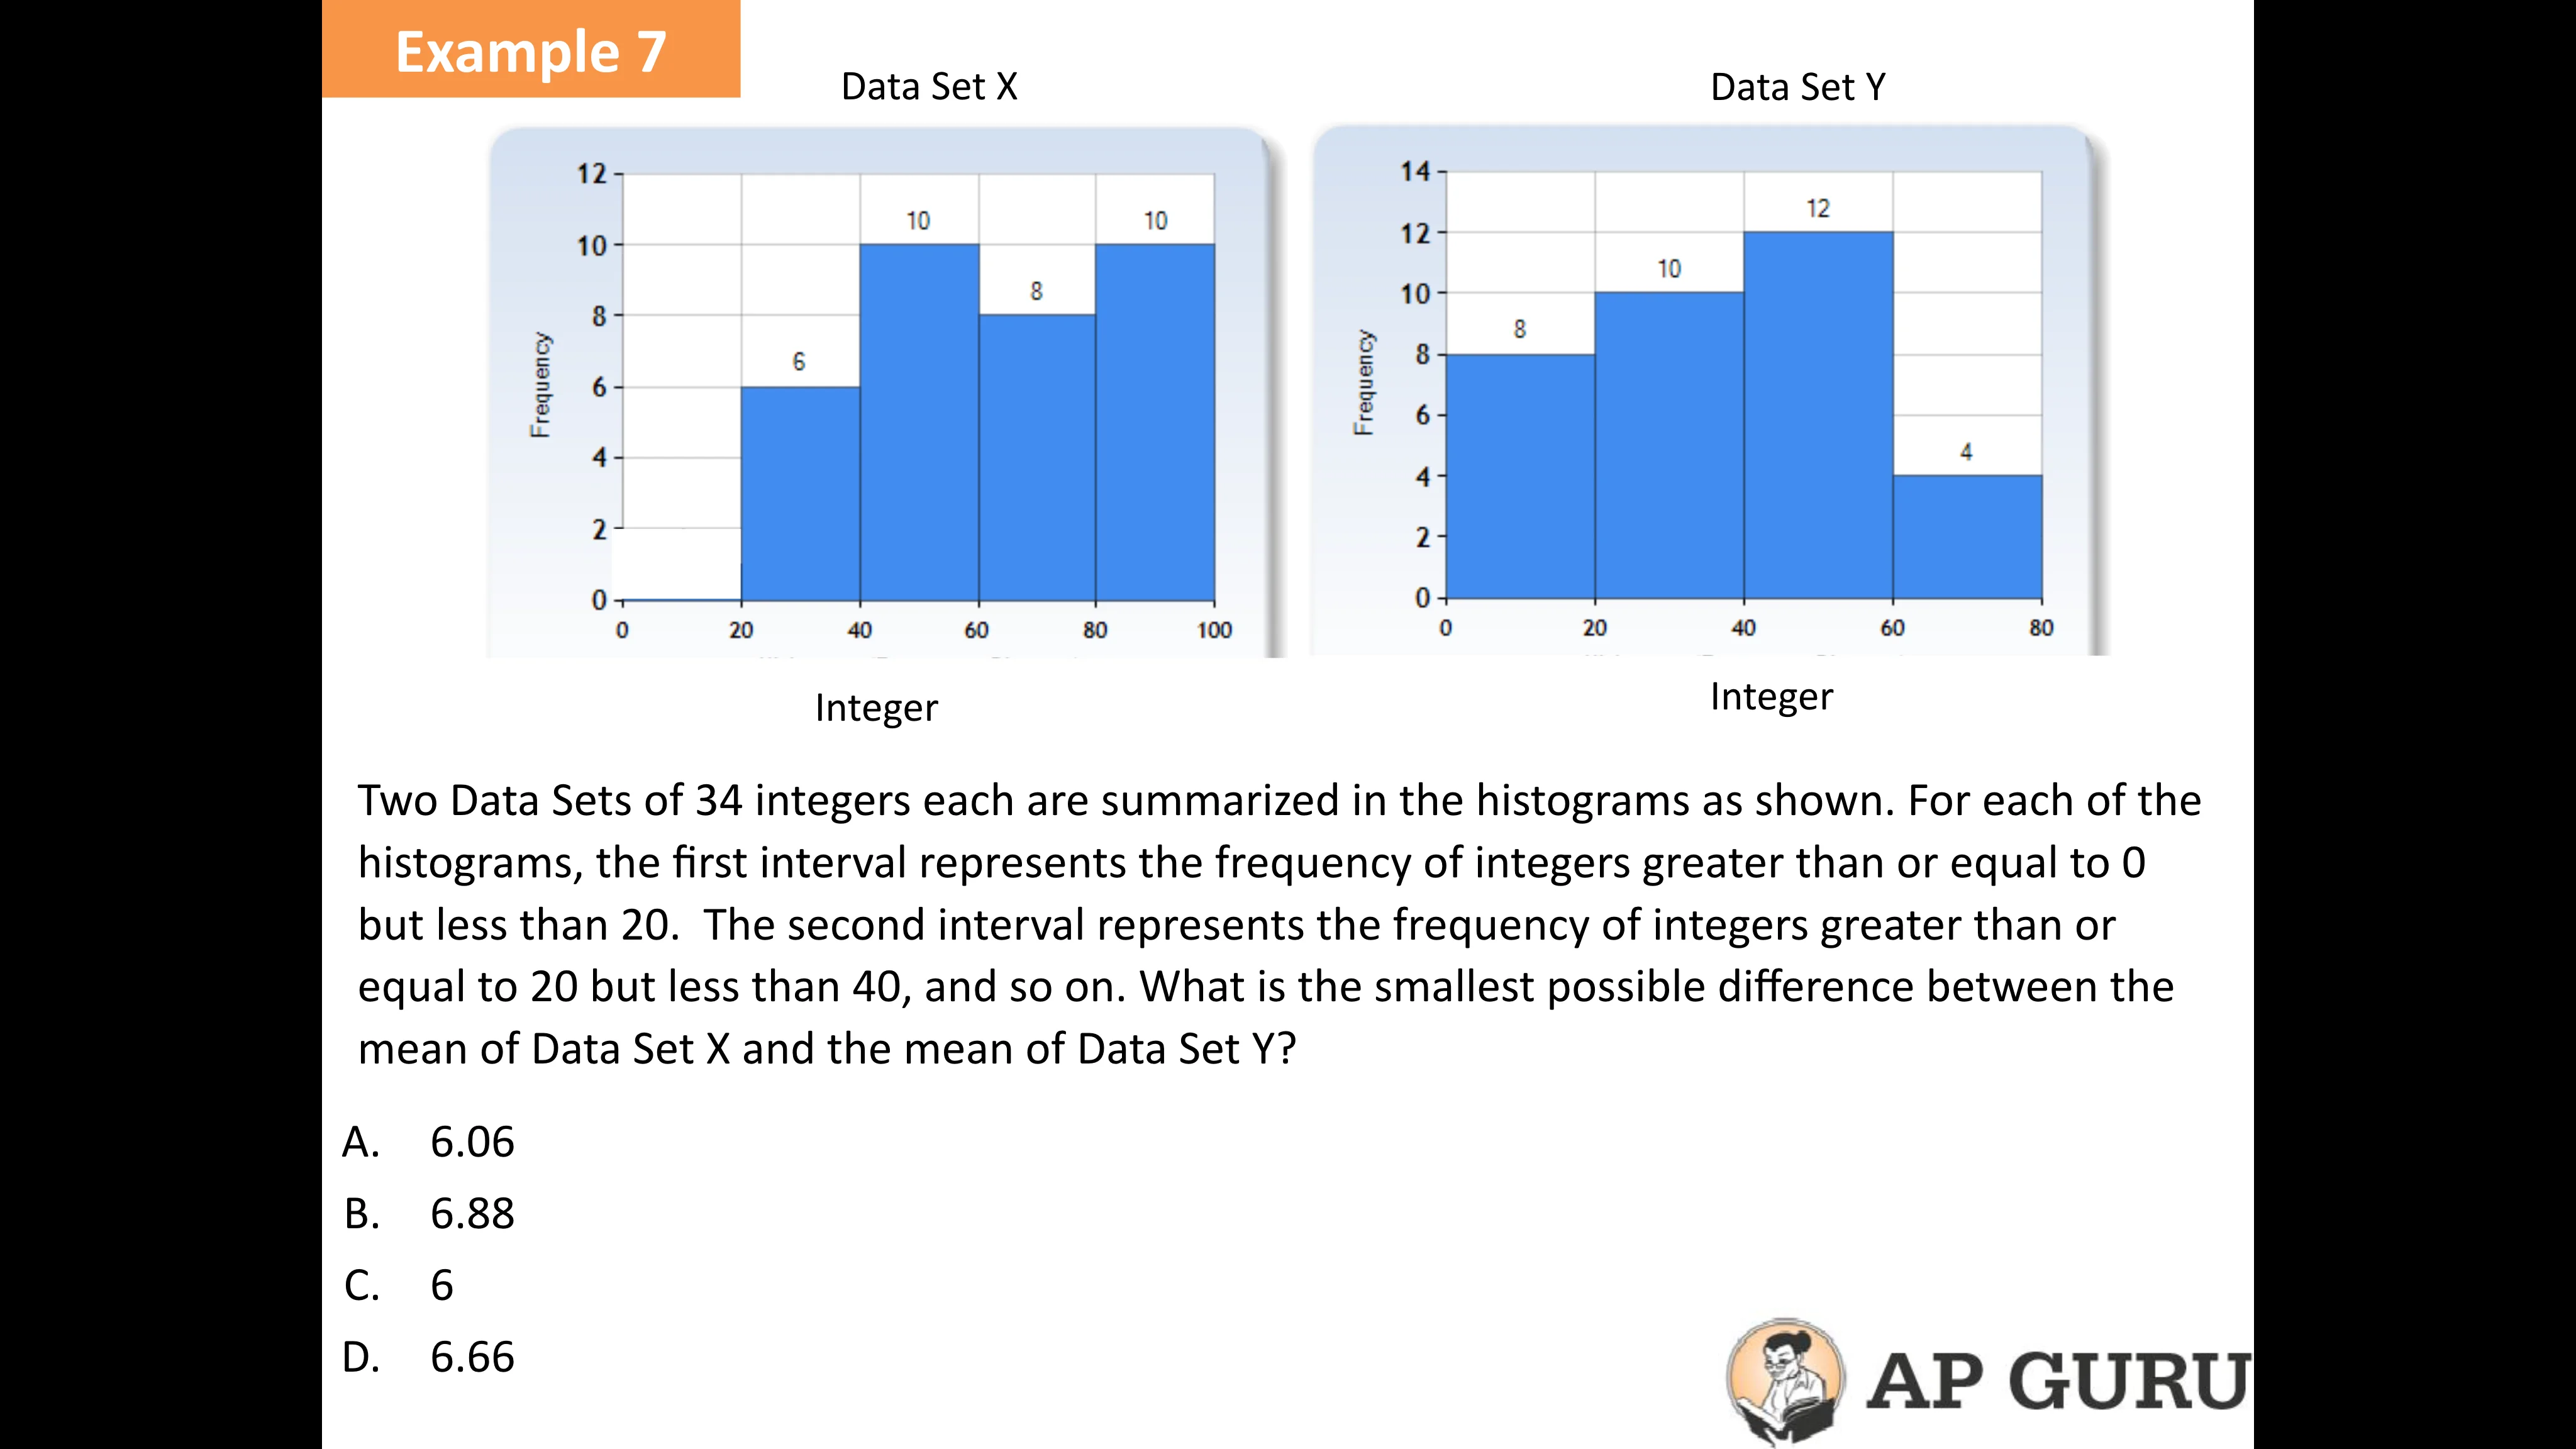 Example 7
Data Set X
Data Set Y
12
10
8
6
4
2
0
Frequency
6
10
8
10
0 20 40 60 80 100
Integer
14
12
10
8
6
4
2
0
Frequency
8
10
12
4
0 20 40 60 80
Integer
Two Data Sets of 34 integers each are summarized in the histograms as shown. For each of the
histograms, the first interval represents the frequency of integers greater than or equal to 0
but less than 20.  The second interval represents the frequency of integers greater than or
equal to 20 but less than 40, and so on. What is the smallest possible difference between the
mean of Data Set X and the mean of Data Set Y?
A. 6.06
B. 6.88
C. 6
D. 6.66
AP GURU